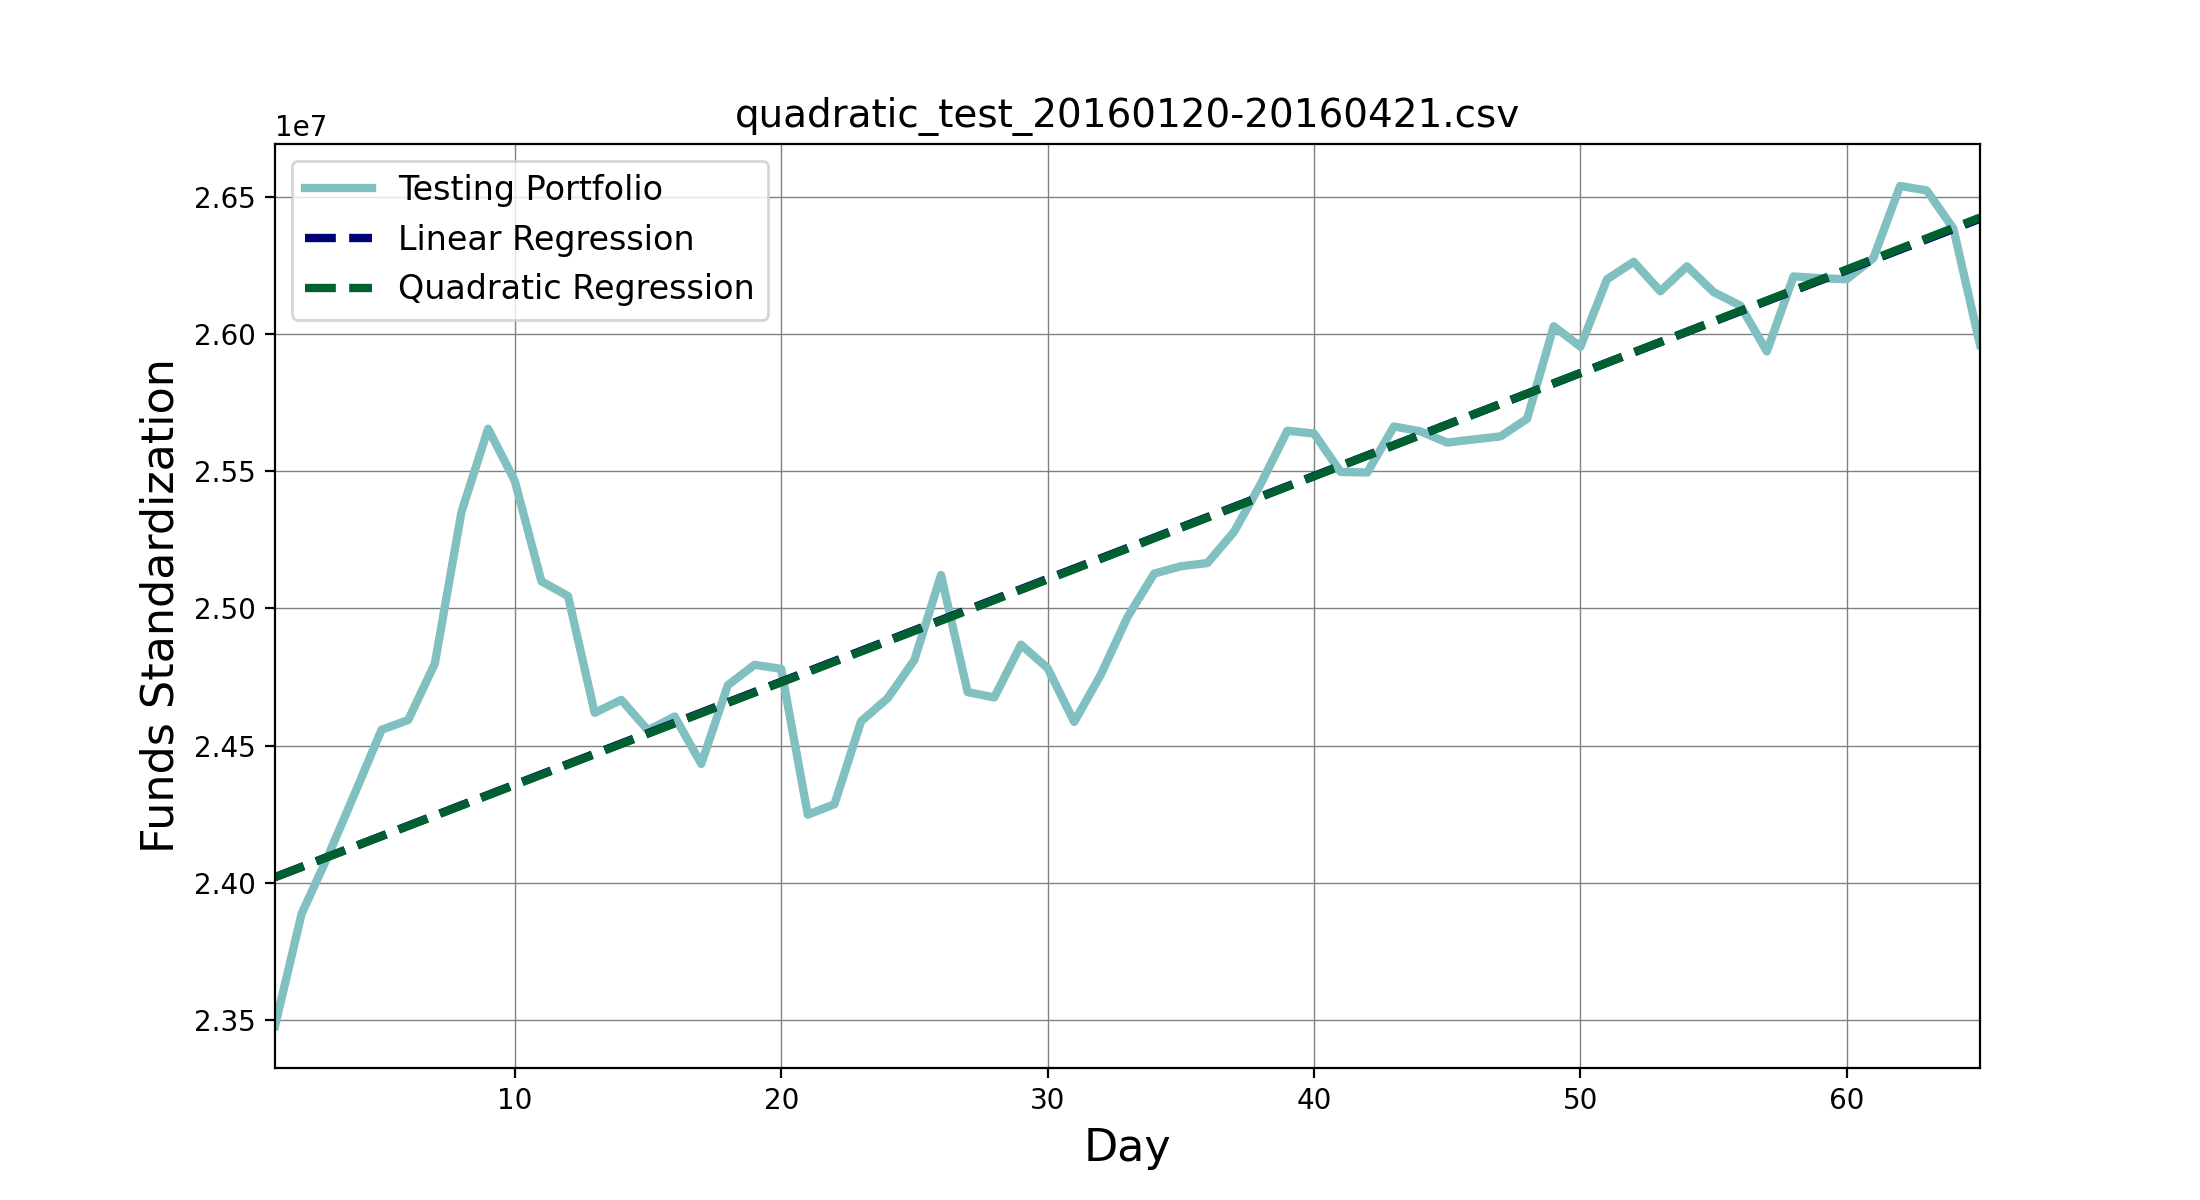 quadratic_test_20160120-20160421.csv
1e7
Testing Portfolio
Linear Regression
Quadratic Regression
Funds Standardization
2.65
2.60
2.55
2.50
2.45
2.40
2.35
10 20 30 40 50 60
Day